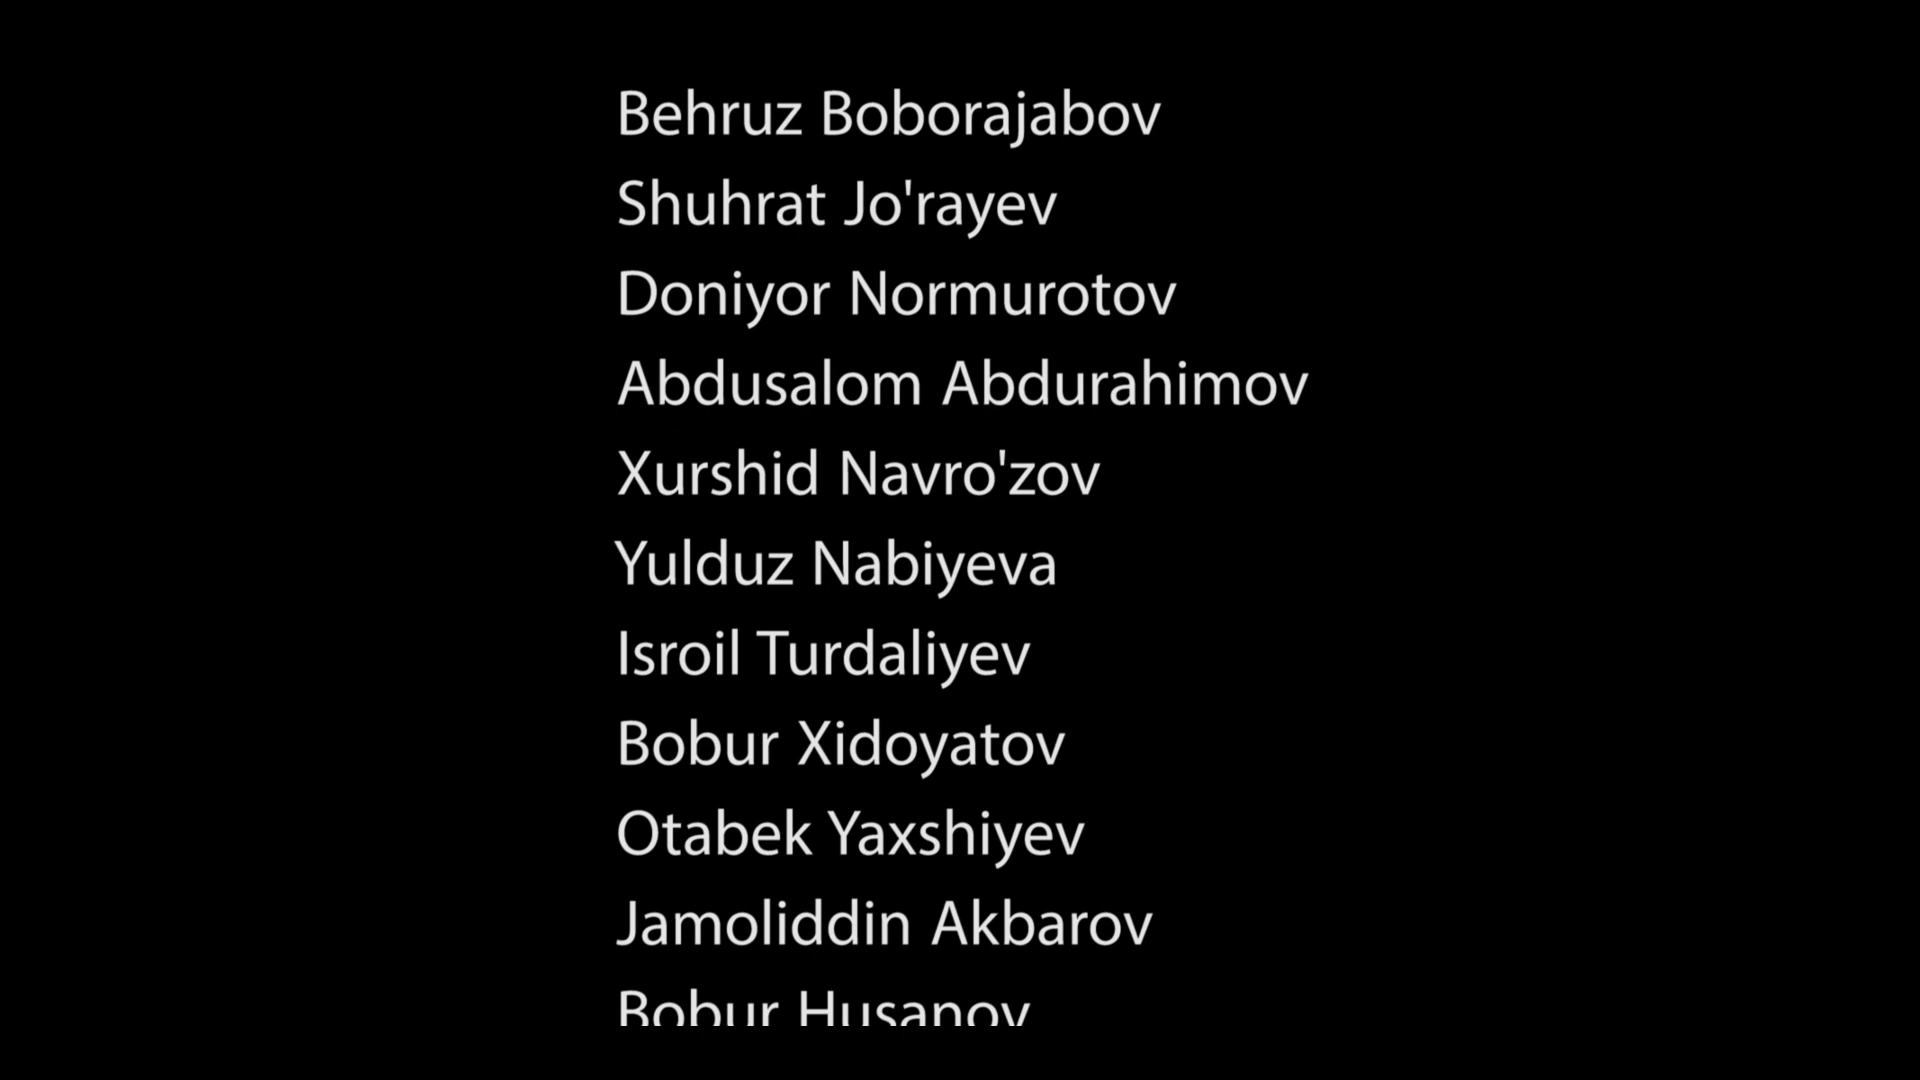 Behruz Boborajabov
Shuhrat Jo'rayev
Doniyor Normurotov
Abdusalom Abdurahimov
Xurshid Navro'zov
Yulduz Nabiyeva
Isroil Turdaliyev
Bobur Xidoyatov
Otabek Yaxshiyev
Jamoliddin Akbarov
Bobur Husanov